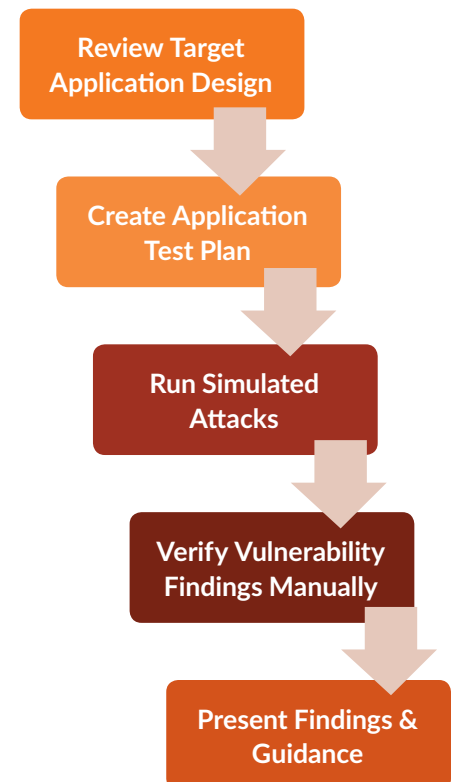 Review Target
Application Design
Create Application
Test Plan
Run Simulated
Attacks
Verify Vulnerability
Findings Manually
Present Findings &
Guidance